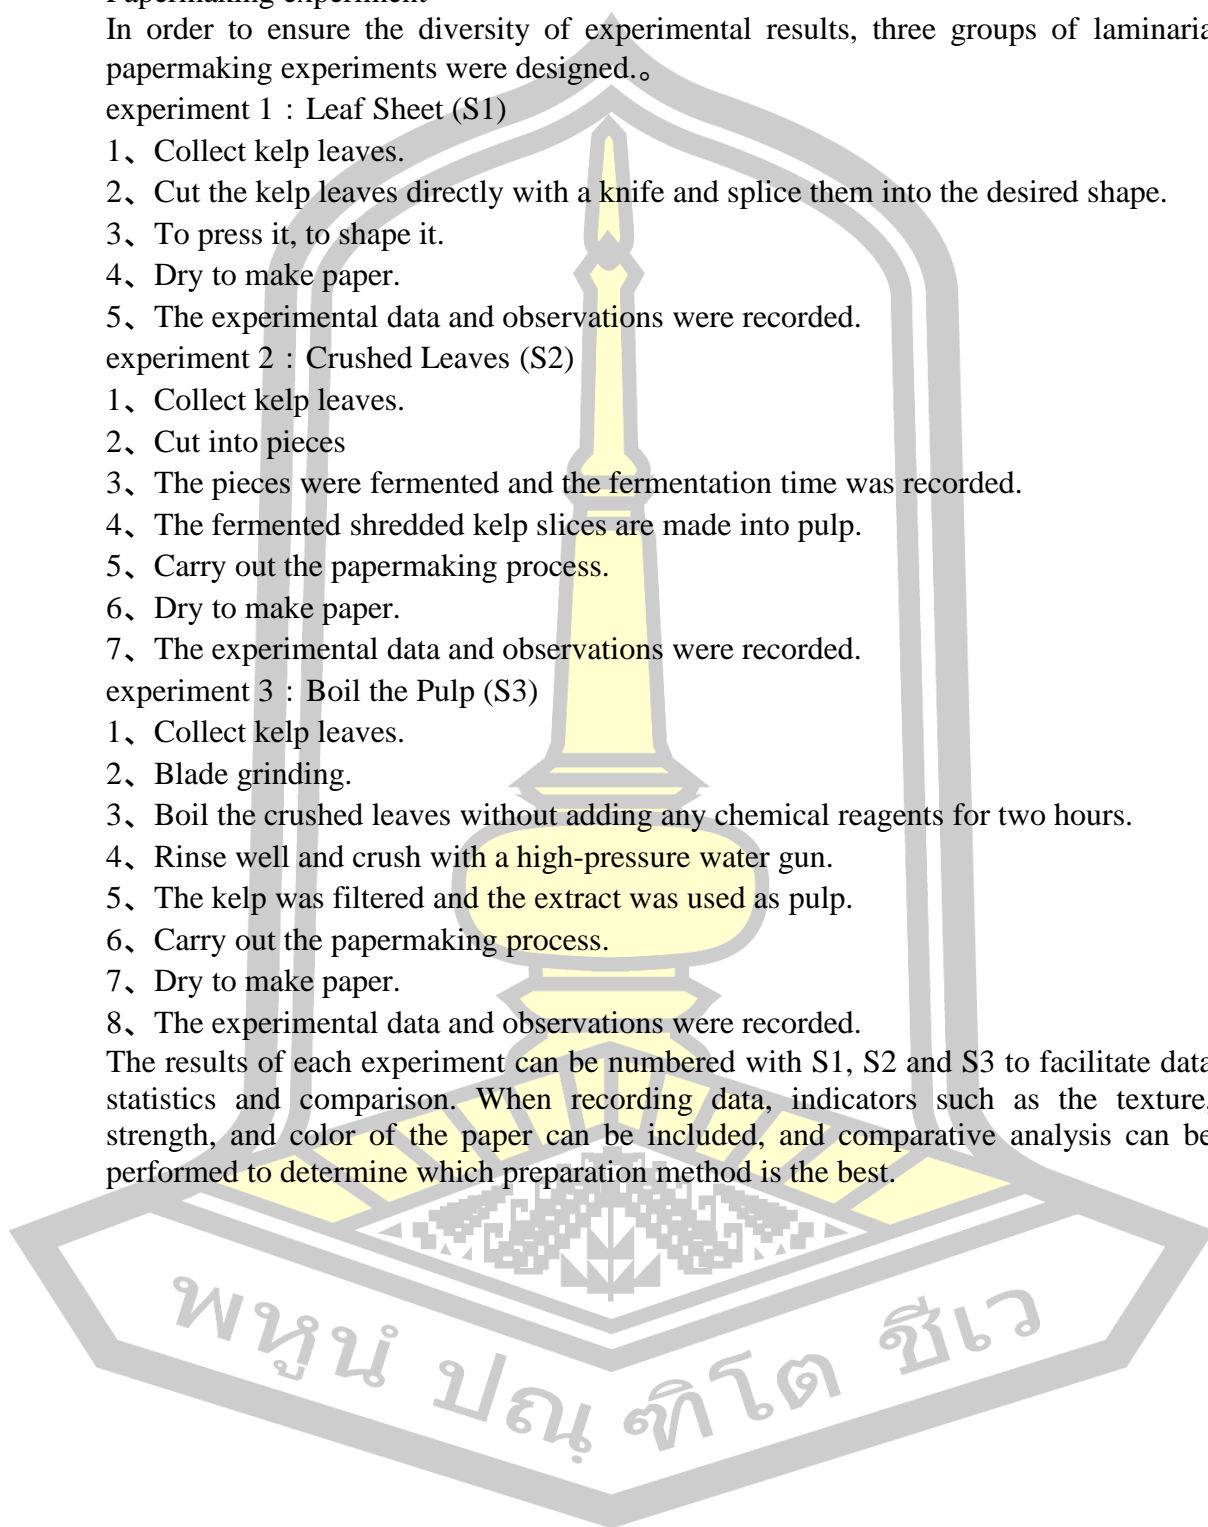 Papermaking experiment
In order to ensure the diversity of experimental results, three groups of laminaria
papermaking experiments were designed.。
experiment 1：Leaf Sheet (S1)
1、Collect kelp leaves.
2、Cut the kelp leaves directly with a knife and splice them into the desired shape.
3、To press it, to shape it.
4、Dry to make paper.
5、The experimental data and observations were recorded.
experiment 2：Crushed Leaves (S2)
1、Collect kelp leaves.
2、Cut into pieces
3、The pieces were fermented and the fermentation time was recorded.
4、The fermented shredded kelp slices are made into pulp.
5、Carry out the papermaking process.
6、Dry to make paper.
7、The experimental data and observations were recorded.
experiment 3：Boil the Pulp (S3)
1、Collect kelp leaves.
2、Blade grinding.
3、Boil the crushed leaves without adding any chemical reagents for two hours.
4、Rinse well and crush with a high-pressure water gun.
5、The kelp was filtered and the extract was used as pulp.
6、Carry out the papermaking process.
7、Dry to make paper.
8、The experimental data and observations were recorded.
The results of each experiment can be numbered with S1, S2 and S3 to facilitate data
statistics and comparison. When recording data, indicators such as the texture,
strength, and color of the paper can be included, and comparative analysis can be
performed to determine which preparation method is the best.
พหูนํ ปณฺฑิโต ชีเว